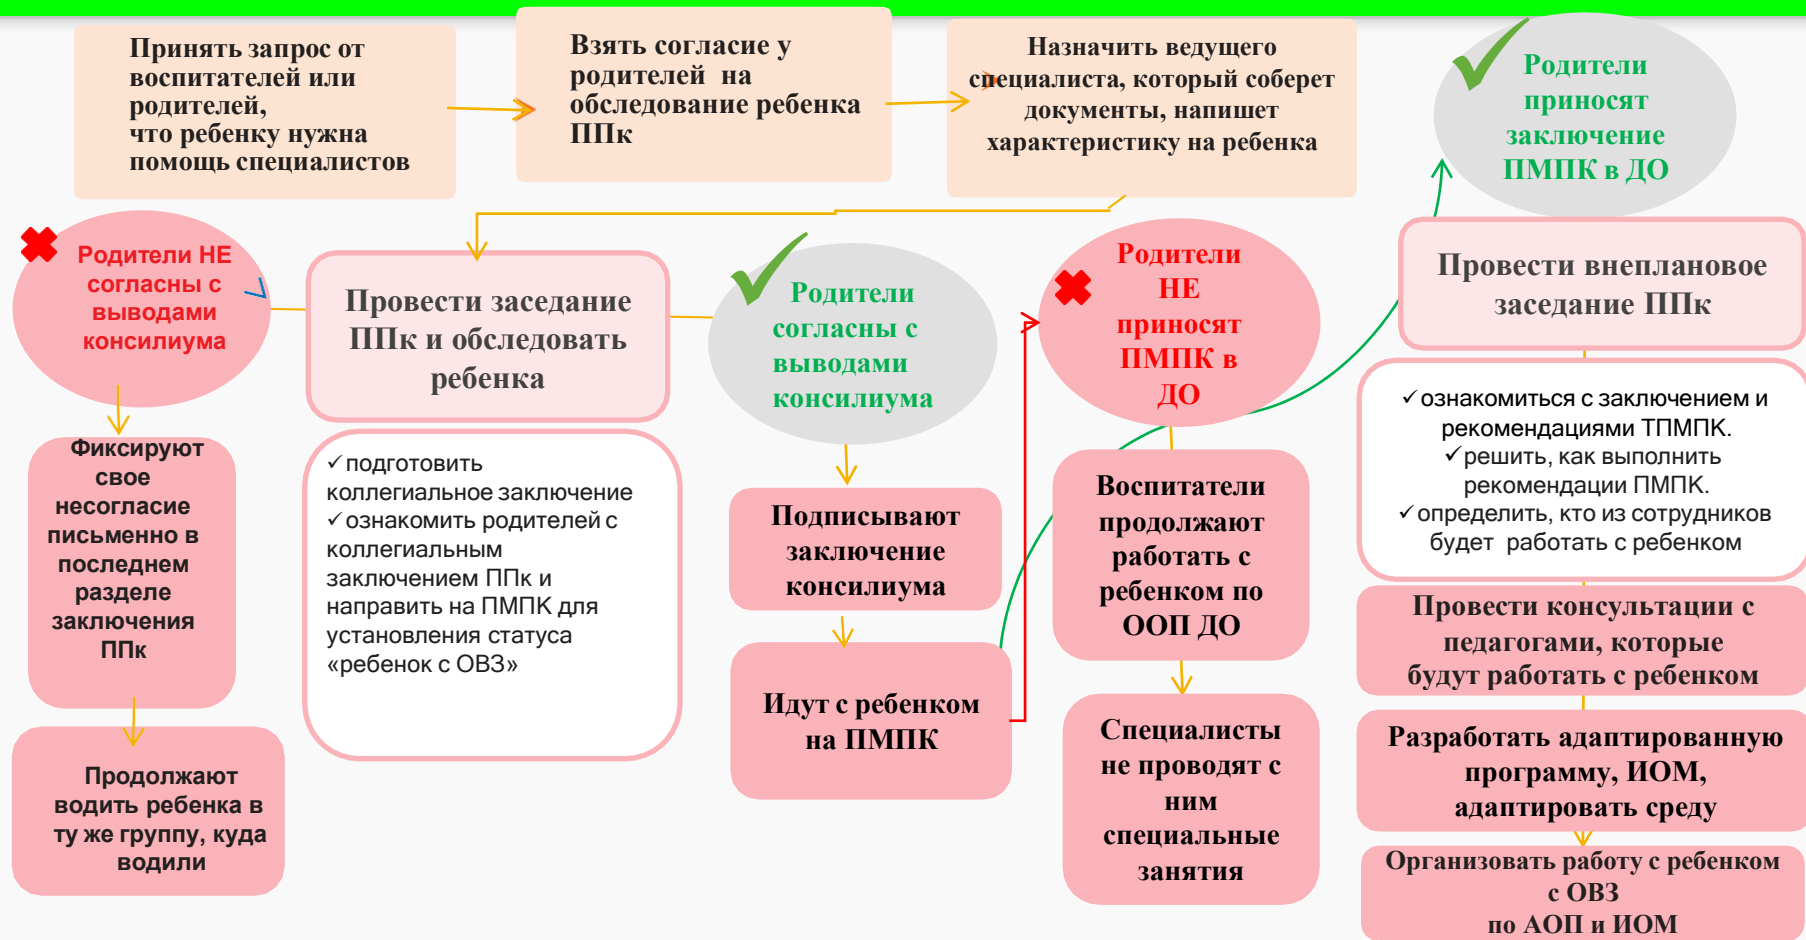 Принять запрос от
воспитателей или
родителей,
что ребенку нужна
помощь специалистов
Взять согласие у
родителей на
обследование ребенка
ППк
Назначить ведущего
специалиста, который соберет
документы, напишет
характеристику на ребенка
Родители
приносят
заключение
ПМПК в ДО
Родители НЕ
согласны с
выводами
консилиума
Провести заседание
ППк и обследовать
ребенка
Родители
согласны с
выводами
консилиума
Родители
НЕ
приносят
ПМПК в
ДО
Провести внеплановое
заседание ППк
Фиксируют
свое
несогласие
письменно в
последнем
разделе
заключения
ППк
✓подготовить
коллегиальное заключение
✓ознакомить родителей с
коллегиальным
заключением ППк и
направить на ПМПК для
установления статуса
«ребенок с ОВЗ»
Подписывают
заключение
консилиума
Воспитатели
продолжают
работать с
ребенком по
ООП ДО
✓ознакомиться с заключением и
рекомендациями ТПМПК.
✓решить, как выполнить
рекомендации ПМПК.
✓определить, кто из сотрудников
будет работать с ребенком
Продолжают
водить ребенка в
ту же группу, куда
водили
Идут с ребенком
на ПМПК
Специалисты
не проводят с
ним
специальные
занятия
Провести консультации с
педагогами, которые
будут работать с ребенком
Разработать адаптированную
программу, ИОМ,
адаптировать среду
Организовать работу с ребенком
с ОВЗ
по АОП и ИОМ